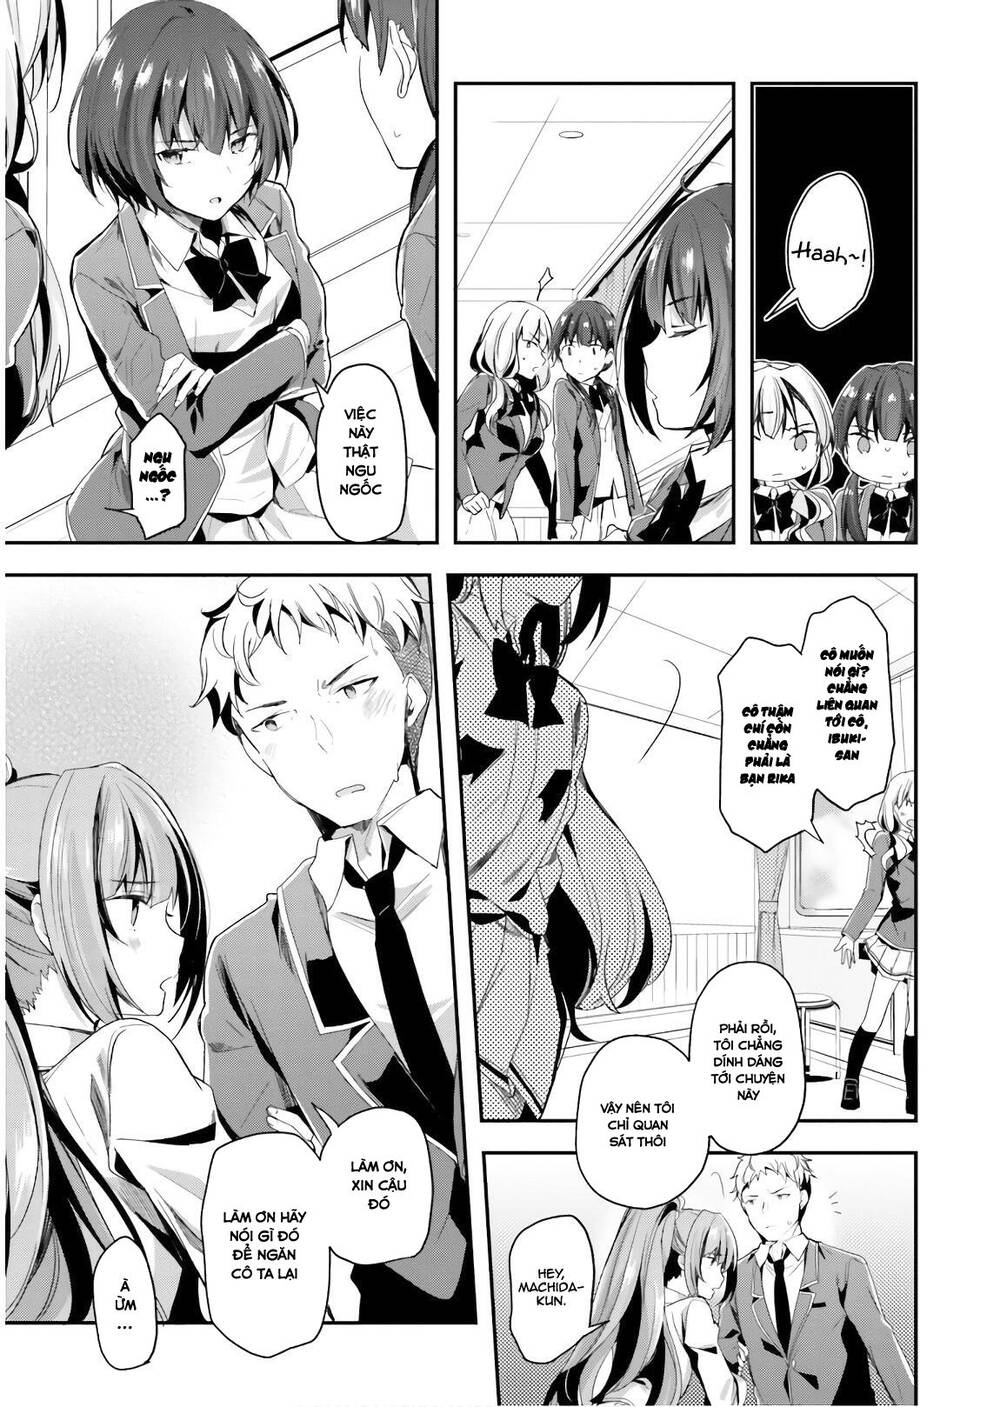 Haah~!
VIỆC
NÀY
THẬT
NGU
NGỐC
NGU
NGỐC
...?
CÔ MUỐN
NÓI GÌ?
CHẲNG
LIÊN QUAN
TỚI CÔ,
IBUKI-
SAN
CÔ THẬM
CHÍ CÒN
CHẲNG
PHẢI LÀ
BẠN RIKA
PHẢI RỒI,
TÔI CHẲNG
DÍNH DÁNG
TỚI CHUYỆN
NÀY
VẬY NÊN TÔI
CHỈ QUAN
SÁT THÔI
HEY,
MACHIDA-
KUN.
LÀM ƠN,
XIN CẬU
ĐÓ
LÀM ƠN HÃY
NÓI GÌ ĐÓ
ĐỂ NGĂN
CÔ TA LẠI
À
ỪM
...